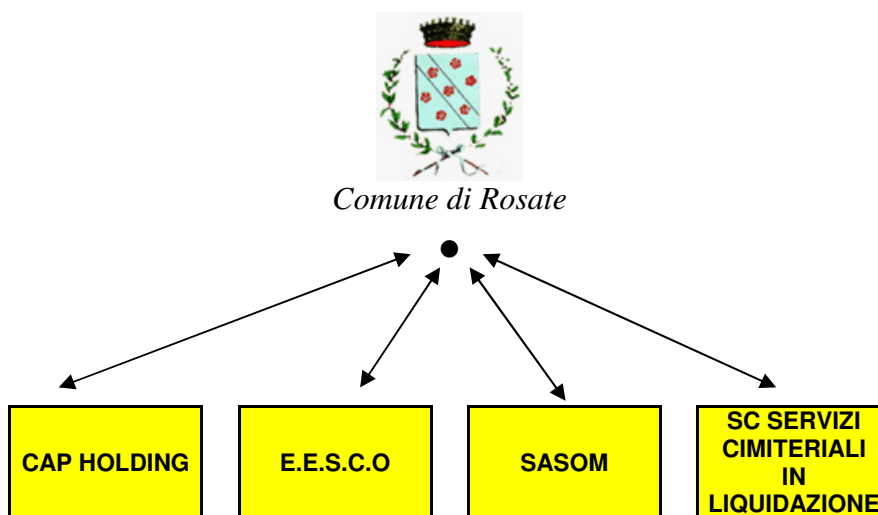 Comune di Rosate
CAP HOLDING
E.E.S.C.O
SASOM
SC SERVIZI
CIMITERIALI
IN
LIQUIDAZIONE